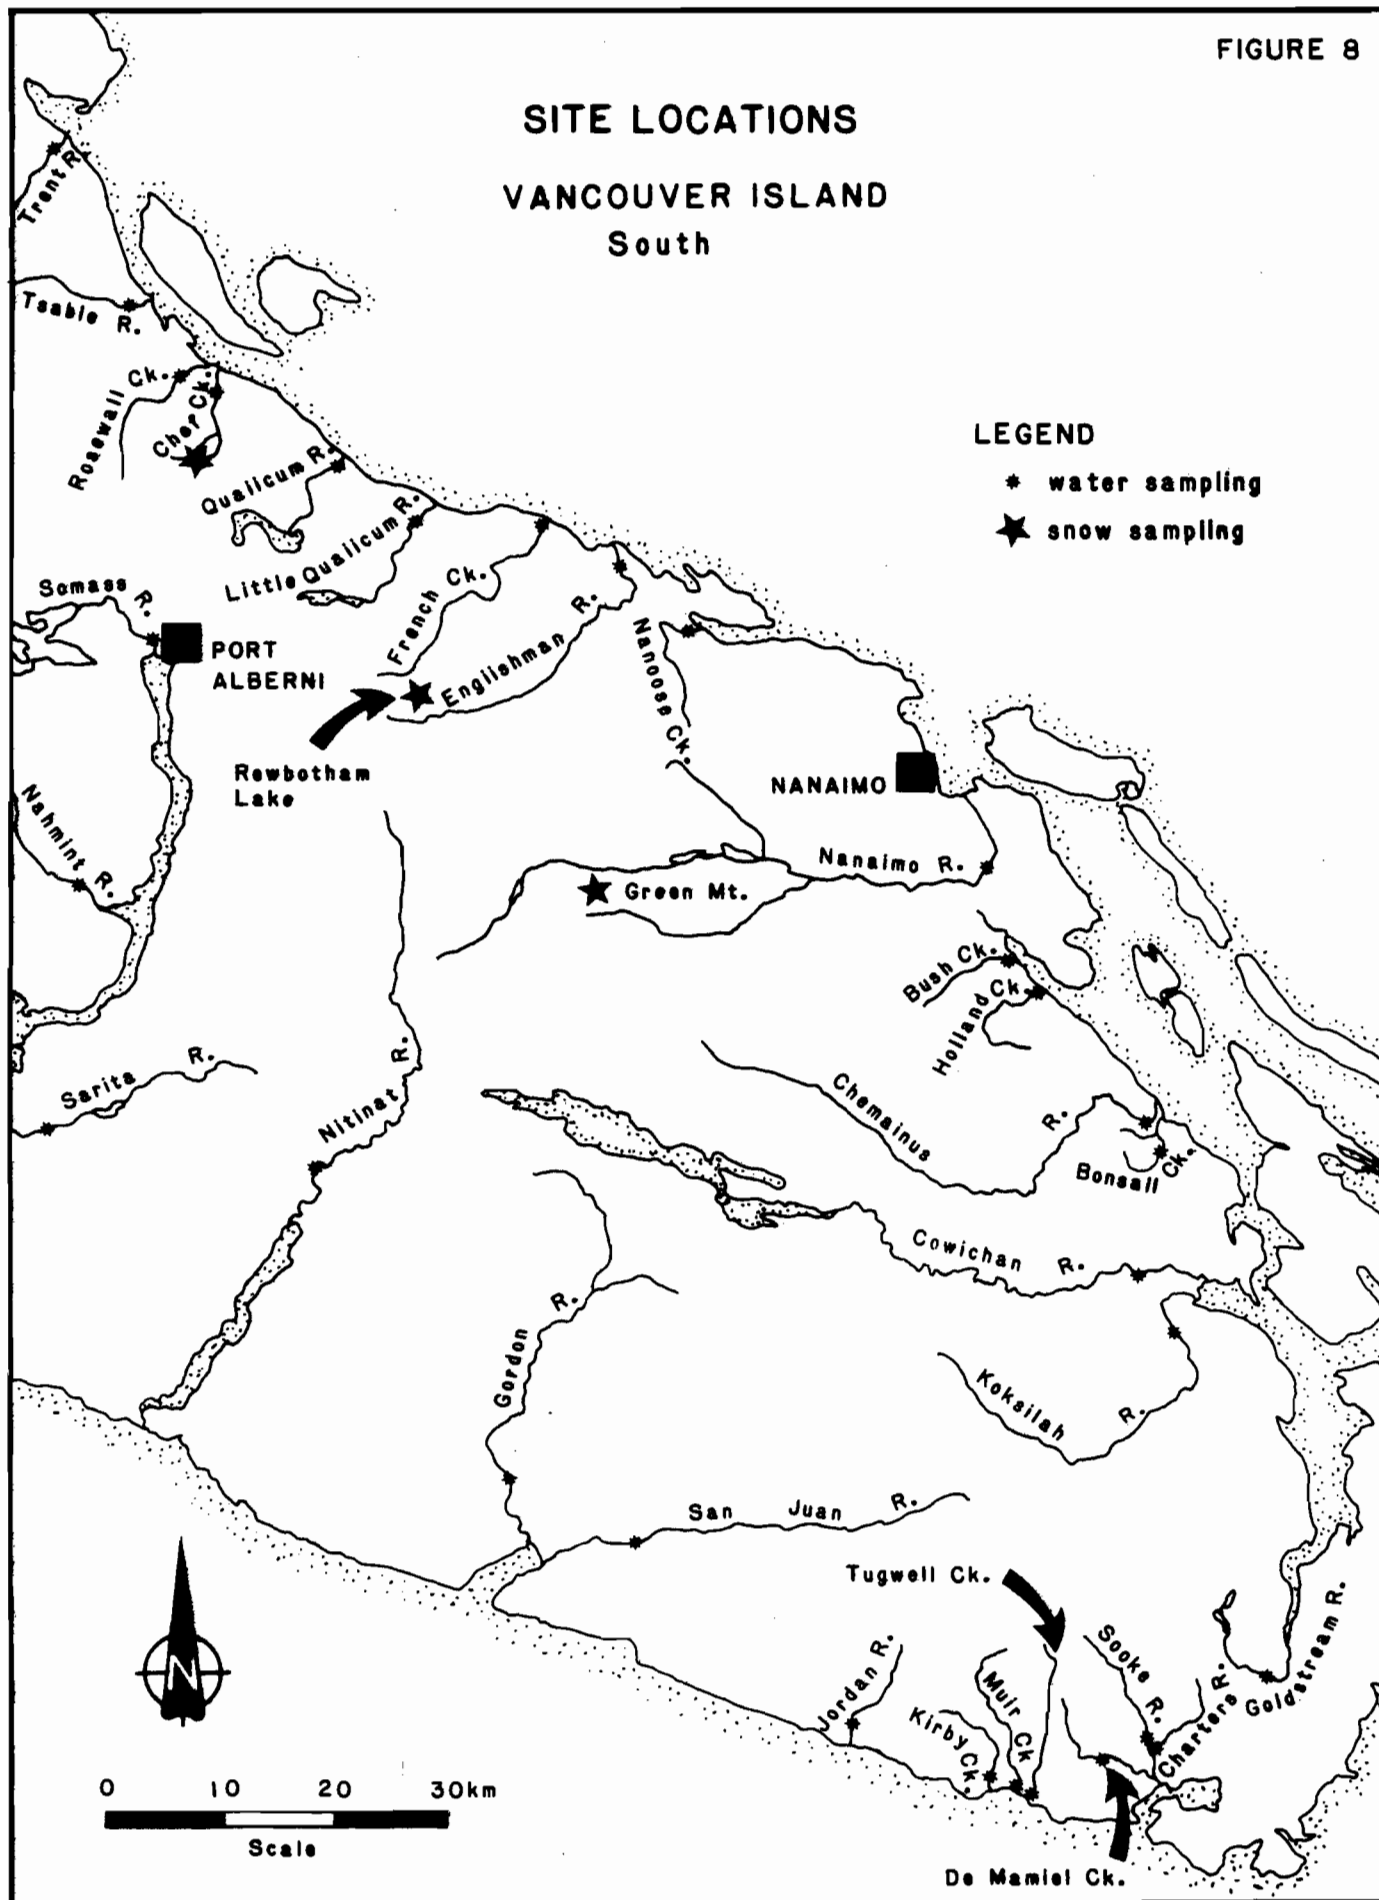 FIGURE 8
SITE LOCATIONS
VANCOUVER ISLAND
South
Trent R.
Tsable R.
Rosewall Ck.
Chef Ck.
Qualicum R.
Little Qualicum R.
French Ck.
Englishman R.
Nanoose Ck.
LEGEND
water sampling
snow sampling
Somass R.
PORT
ALBERNI
Rowbotham
Lake
NANAIMO
Nahmint R.
Nanaimo R.
Green Mt.
Bush Ck.
Holland Ck.
Sarita R.
Nitinat R.
Chemainus R.
Bonsall Ck.
Cowichan R.
Gordon R.
Koksilah R.
San Juan R.
Tugwell Ck.
Jordan R.
Kirby Ck.
Muir Ck
Sooke R.
Charters R.
Goldstream R.
N
0 10 20 30km
Scale
De Mamiel Ck.